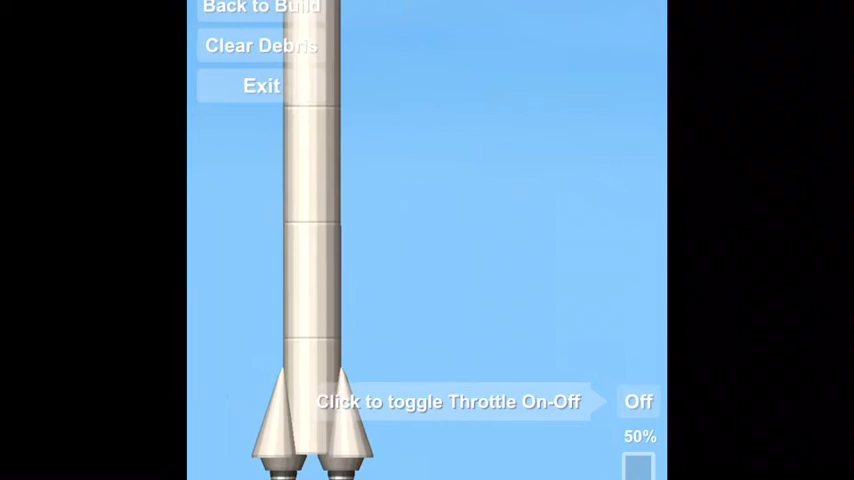 Back to Build
Clear Debris
Exit
Click to toggle Throttle On-Off
Off
50%